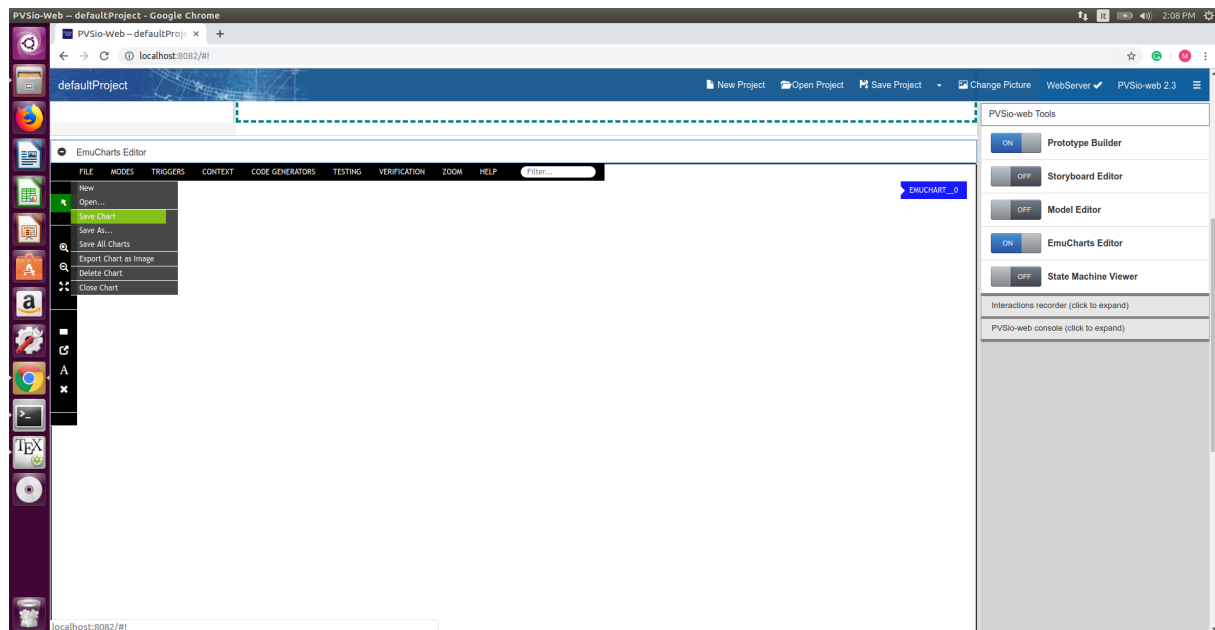 PVSio-Web -- defaultProject - Google Chrome
It
2:08 PM
PVSio-Web -- defaultProje × +
localhost:8082/#!
G M
defaultProject
New Project Open Project Save Project Change Picture WebServer ✔ PVSio-web 2.3
PVSio-web Tools
ON Prototype Builder
OFF Storyboard Editor
OFF Model Editor
ON EmuCharts Editor
OFF State Machine Viewer
Interactions recorder (click to expand)
PVSio-web console (click to expand)
EmuCharts Editor
FILE MODES TRIGGERS CONTEXT CODE GENERATORS TESTING VERIFICATION ZOOM HELP Filter...
EMUCHART__0
New
Open...
Save Chart
Save As...
Save All Charts
Export Chart as Image
Delete Chart
Close Chart
A
A
a
>_
TEX
localhost:8082/#!